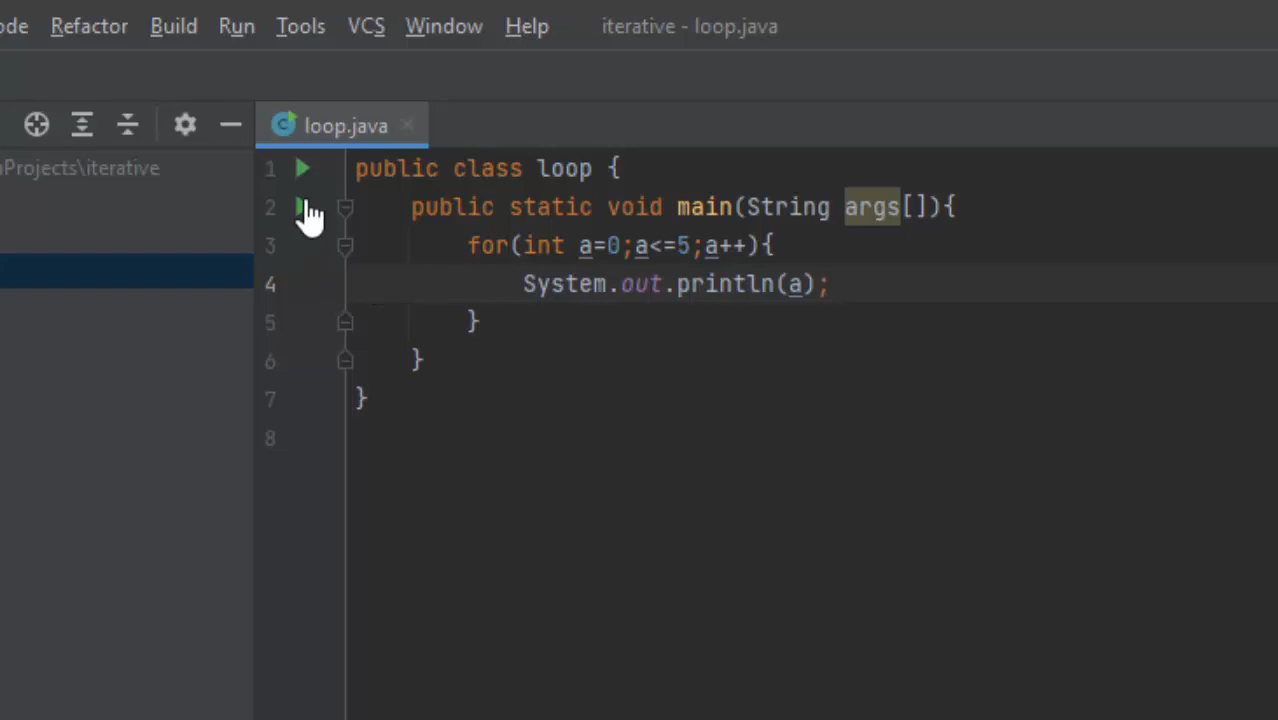 ode Refactor Build Run Tools VCS Window Help iterative - loop.java
loop.java
Projects\iterative
1 public class loop {
2 public static void main(String args[]){
3 for(int a=0;a<=5;a++){
4 System.out.println(a);
5 }
6 }
7 }
8